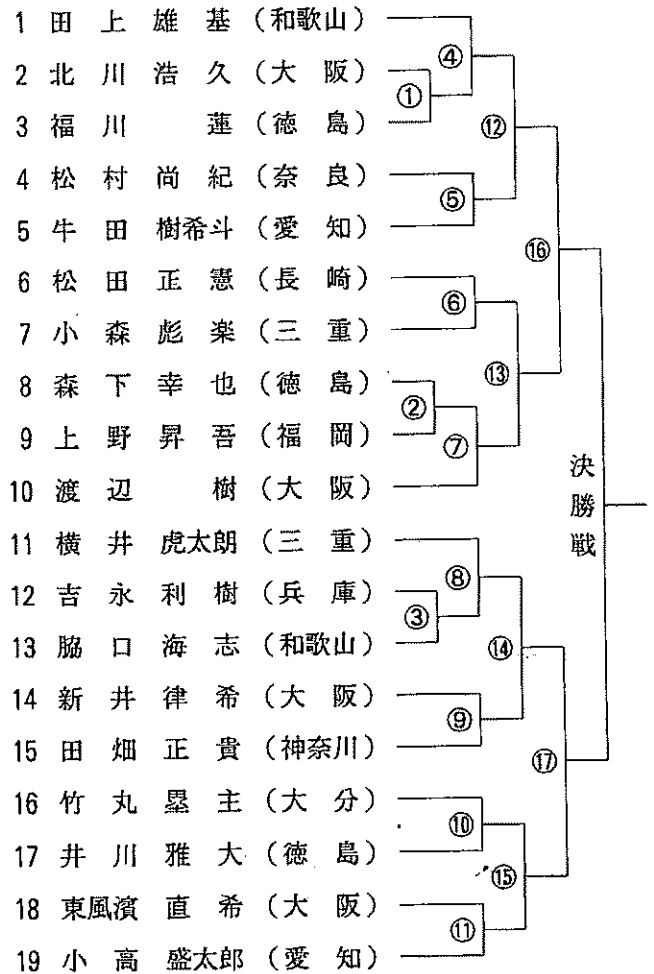 1 田上雄基（和歌山）
2 北川浩久（大阪）
3 福川蓮（徳島）
4 松村尚紀（奈良）
5 牛田樹希斗（愛知）
6 松田正憲（長崎）
7 小森彪楽（三重）
8 森下幸也（徳島）
9 上野昇吾（福岡）
10 渡辺樹（大阪）
11 横井虎太朗（三重）
12 吉永利樹（兵庫）
13 脇口海志（和歌山）
14 新井律希（大阪）
15 田畑正貴（神奈川）
16 竹丸塁主（大分）
17 井川雅大（徳島）
18 東風濱直希（大阪）
19 小高盛太郎（愛知）
①
②
③
④
⑤
⑥
⑦
⑧
⑨
⑩
⑪
⑫
⑬
⑭
⑮
⑯
⑰
決勝戦